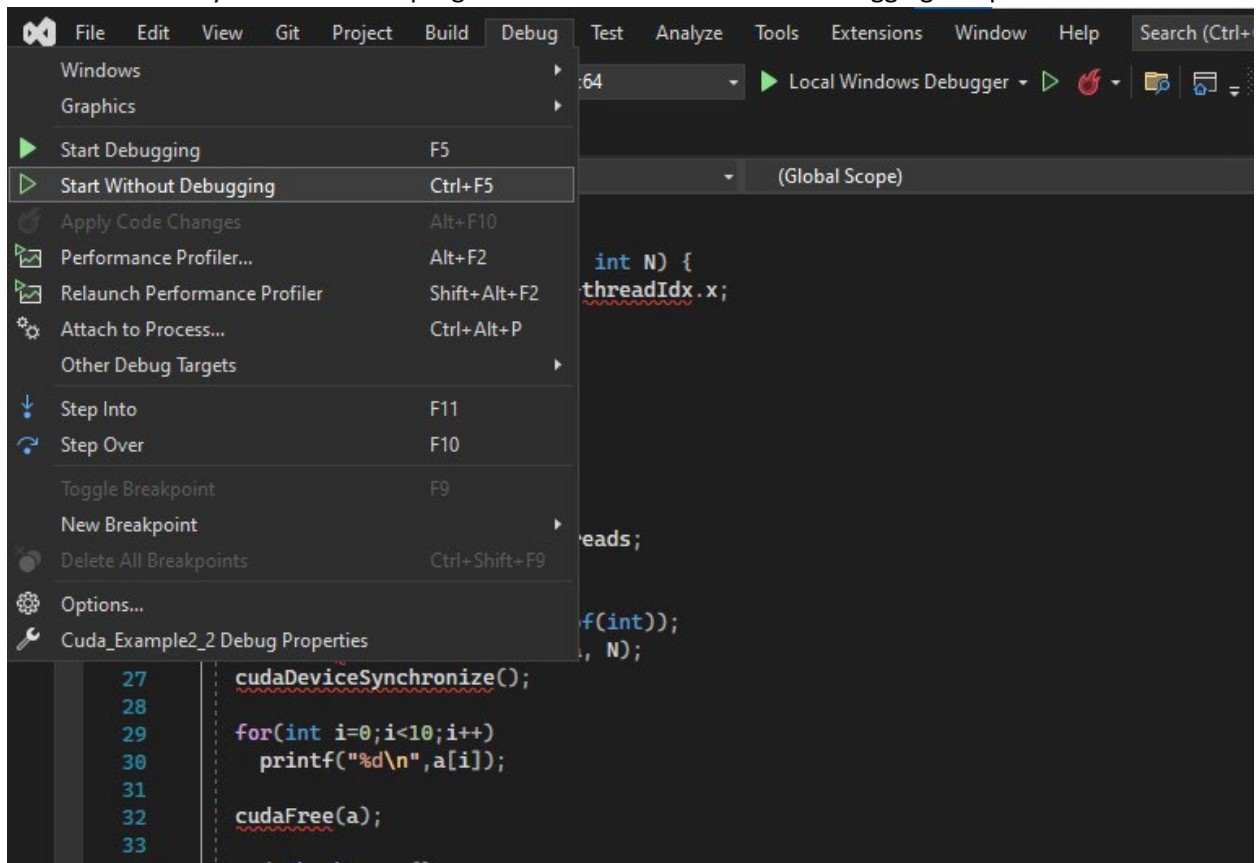 File Edit View Git Project Build Debug Test Analyze Tools Extensions Window Help Search (Ctrl+
Windows
:64 Local Windows Debugger
Graphics
Start Debugging F5
Start Without Debugging Ctrl+F5
(Global Scope)
Apply Code Changes Alt+F10
Performance Profiler... Alt+F2
int N) {
Relaunch Performance Profiler Shift+Alt+F2
threadIdx.x;
Attach to Process... Ctrl+Alt+P
Other Debug Targets
Step Into F11
Step Over F10
Toggle Breakpoint F9
New Breakpoint
reads;
Delete All Breakpoints Ctrl+Shift+F9
Options...
f(int));
Cuda_Example2_2 Debug Properties
, N);
27 cudaDeviceSynchronize();
28
29 for(int i=0;i<10;i++)
30 printf("%d\n",a[i]);
31
32 cudaFree(a);
33